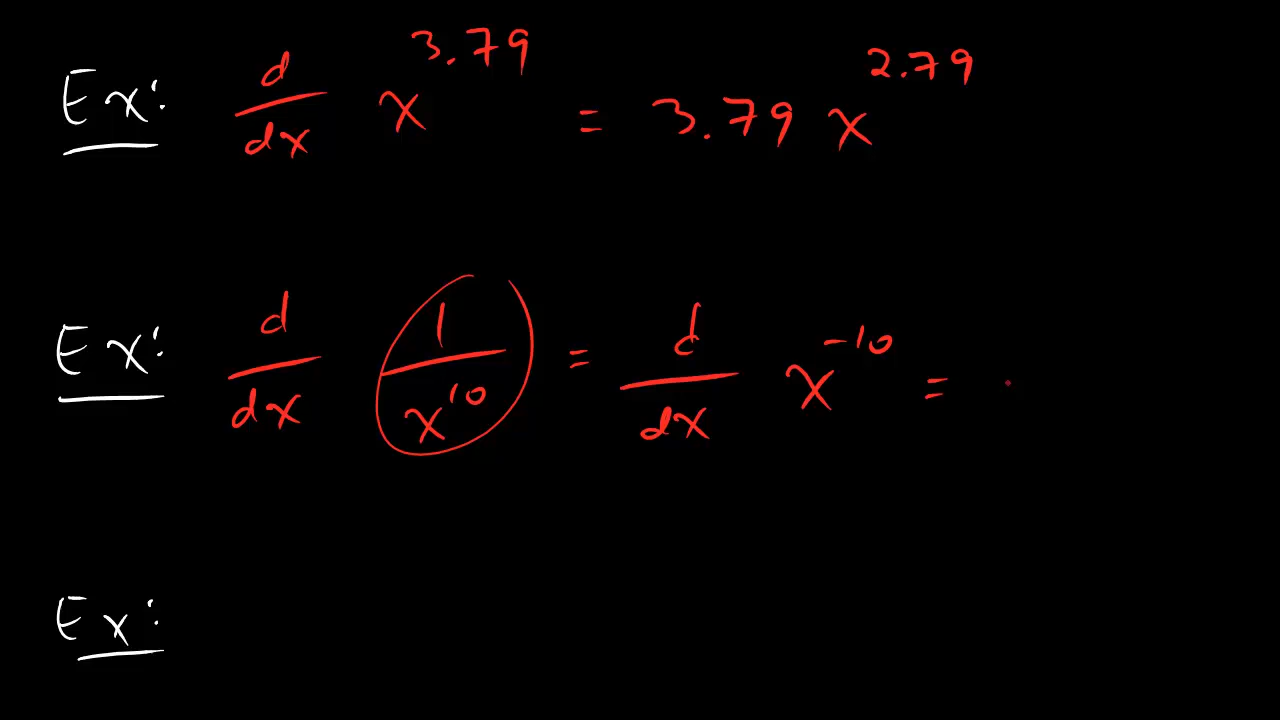 Ex: d/dx x^3.79 = 3.79 x^2.79
Ex: d/dx 1/x^10 = d/dx x^-10 =
Ex: